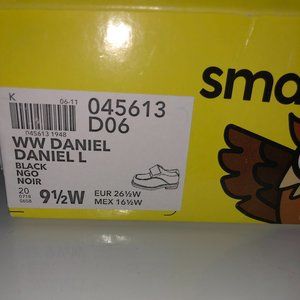 K
06-11
045613
D06
045613 1948
WW DANIEL
DANIEL L
BLACK
NGO
NOIR
20
9½W
EUR 26½W
MEX 16½W
sma